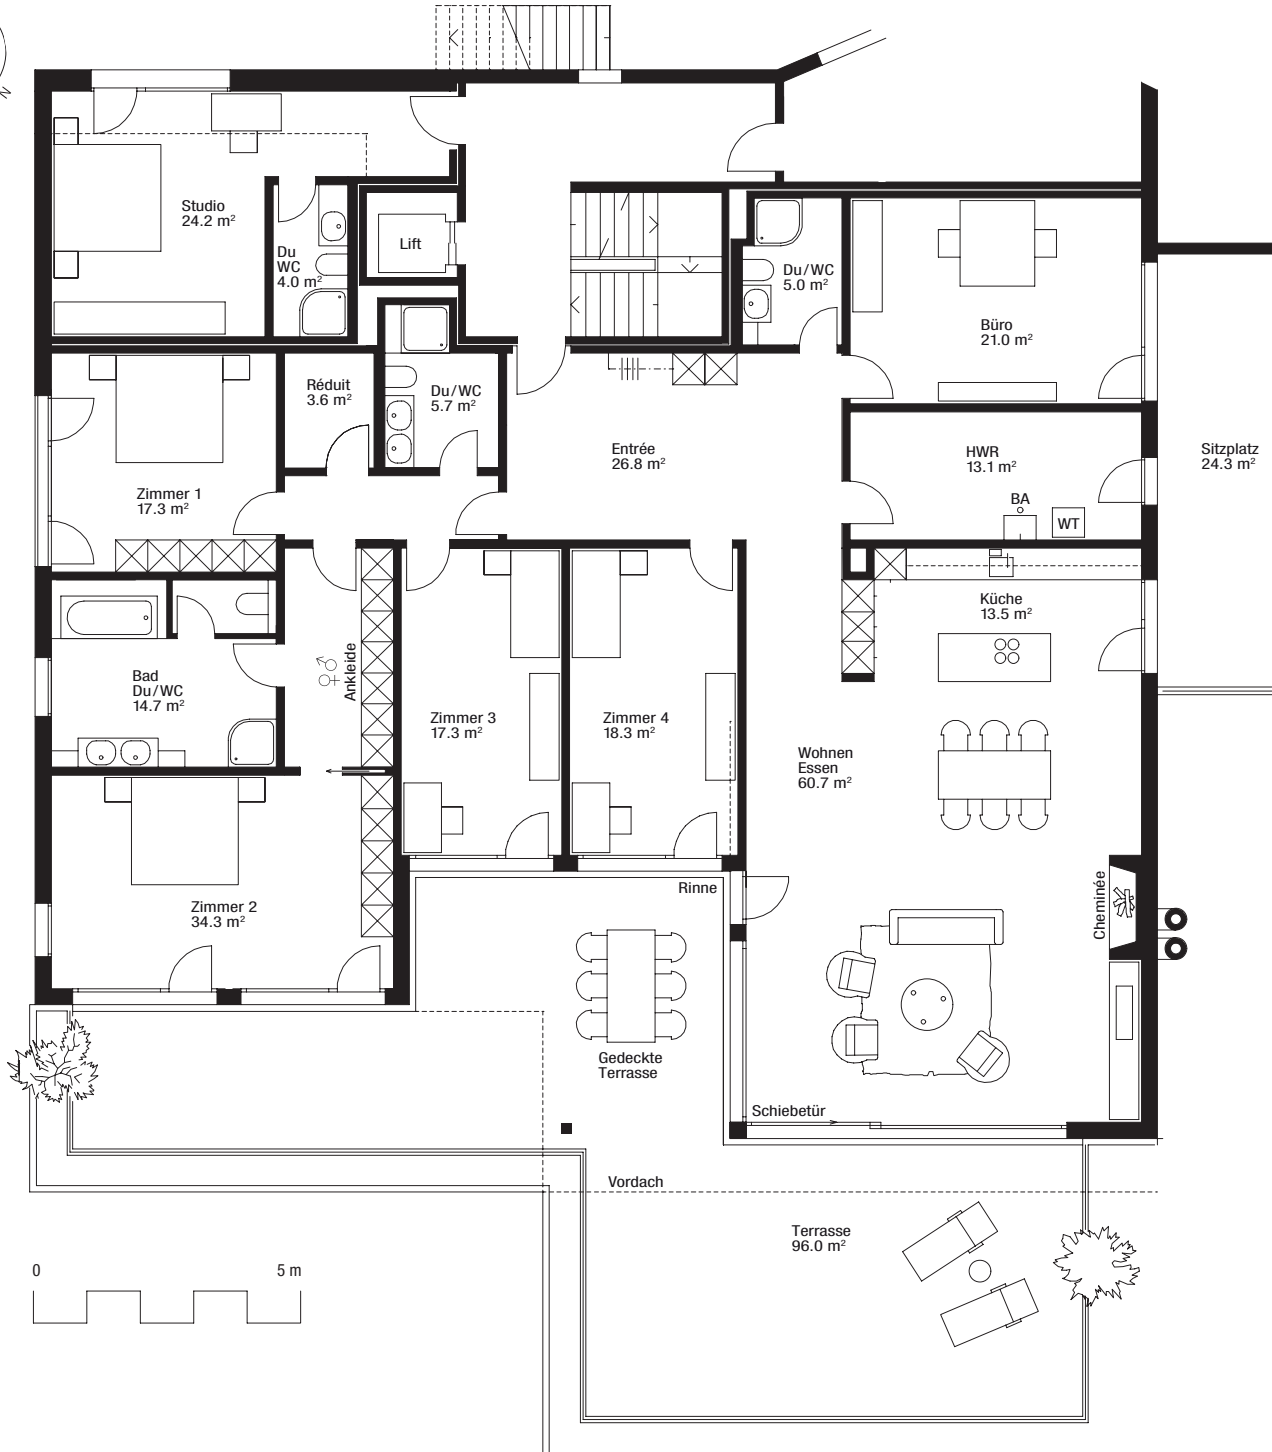 N
Studio
24.2 m²
Du
WC
4.0 m²
Lift
Du/WC
5.0 m²
Büro
21.0 m²
Réduit
3.6 m²
Du/WC
5.7 m²
Entrée
26.8 m²
HWR
13.1 m²
BA
WT
Sitzplatz
24.3 m²
Zimmer 1
17.3 m²
Küche
13.5 m²
Bad
Du/WC
14.7 m²
Ankleide
Zimmer 3
17.3 m²
Zimmer 4
18.3 m²
Wohnen
Essen
60.7 m²
Zimmer 2
34.3 m²
Rinne
Cheminée
Gedeckte
Terrasse
Schiebetür
Vordach
Terrasse
96.0 m²
0
5 m